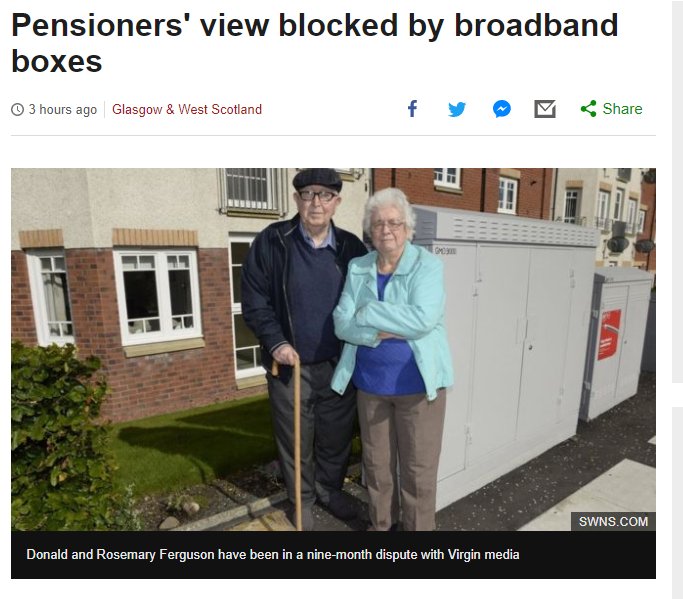 Pensioners' view blocked by broadband
boxes
3 hours ago Glasgow & West Scotland Share
SWNS.COM
Donald and Rosemary Ferguson have been in a nine-month dispute with Virgin media